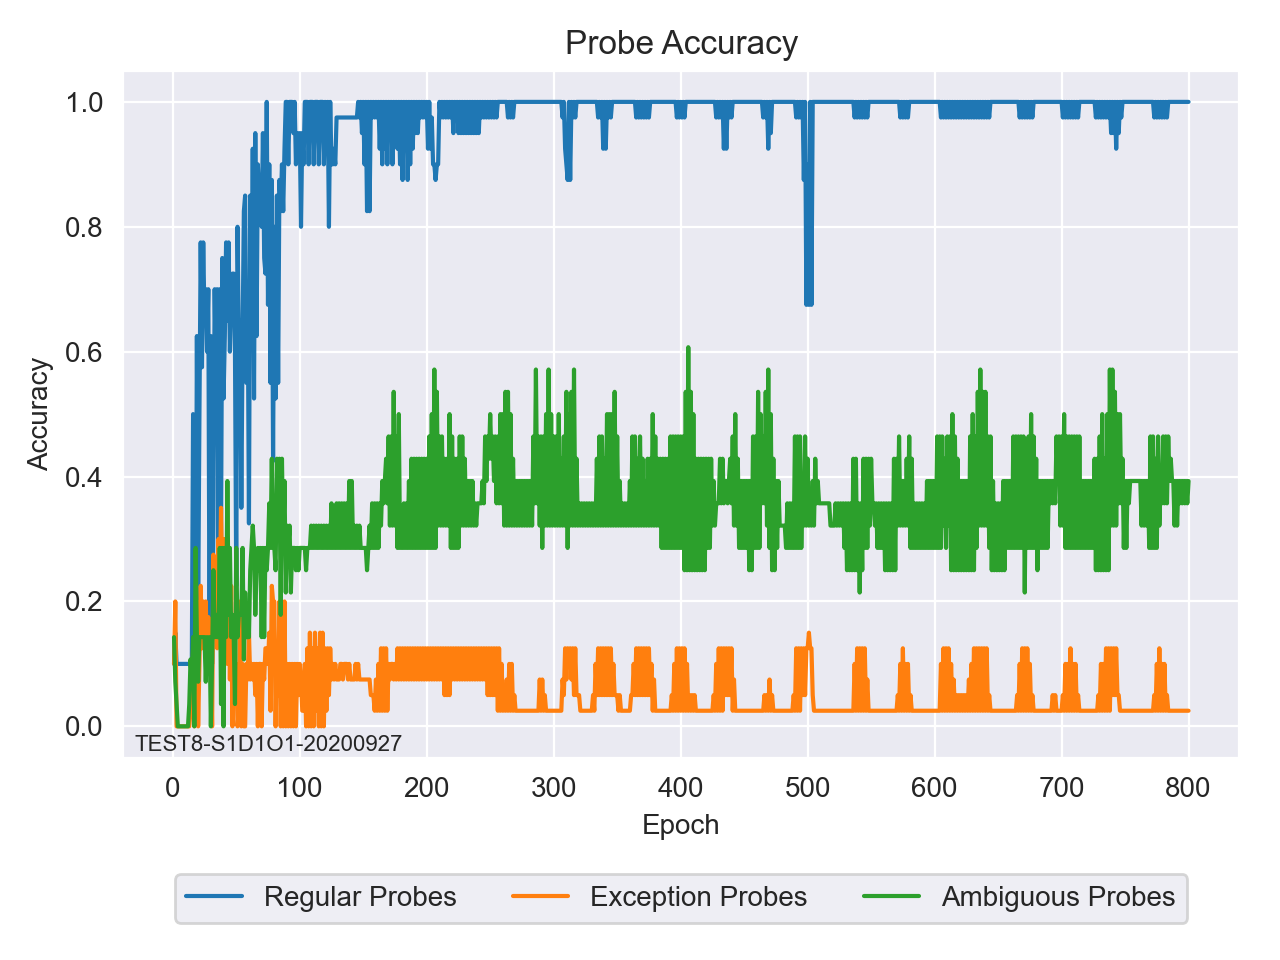 Probe Accuracy
1.0
0.8
0.6
0.4
0.2
0.0
Accuracy
TEST8-S1D1O1-20200927
0 100 200 300 400 500 600 700 800
Epoch
Regular Probes Exception Probes Ambiguous Probes